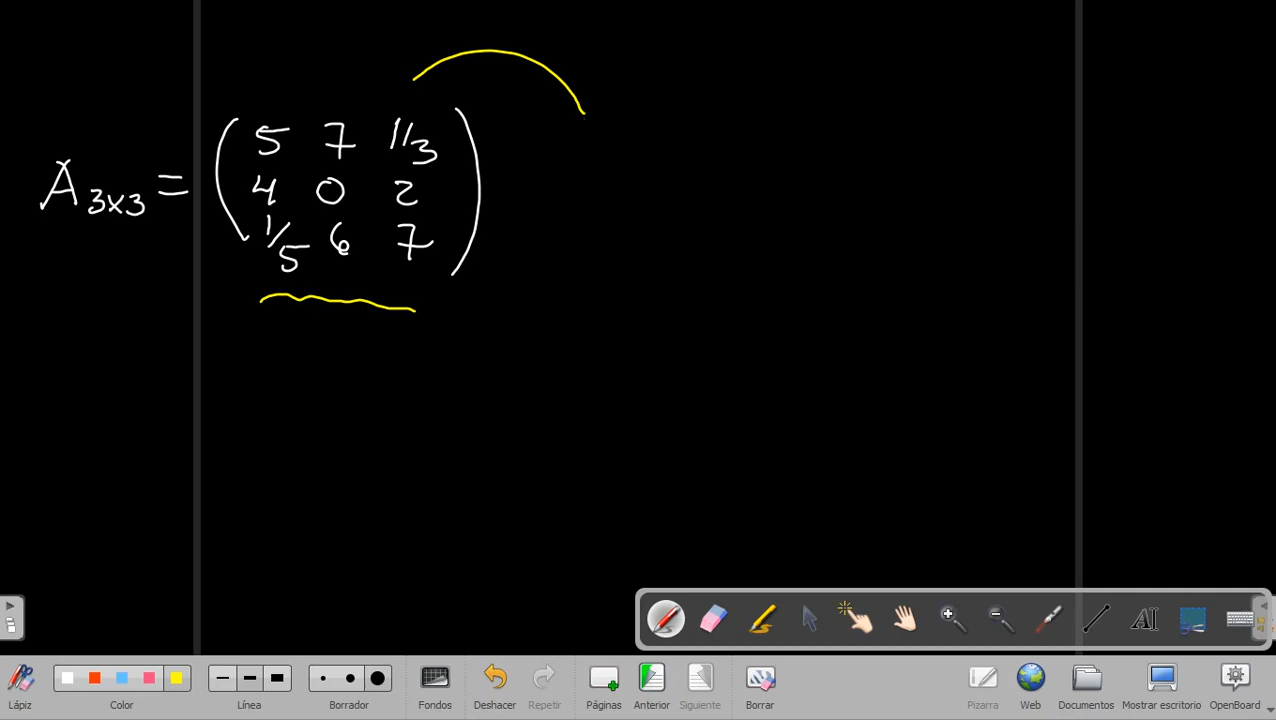 5 7 1/3
A3x3 = 4 0 2
1/5 6 7
Lápiz Color Línea Borrador Fondos Deshacer Repetir Páginas Anterior Siguiente Borrar Pizarra Web Documentos Mostrar escritorio OpenBoard